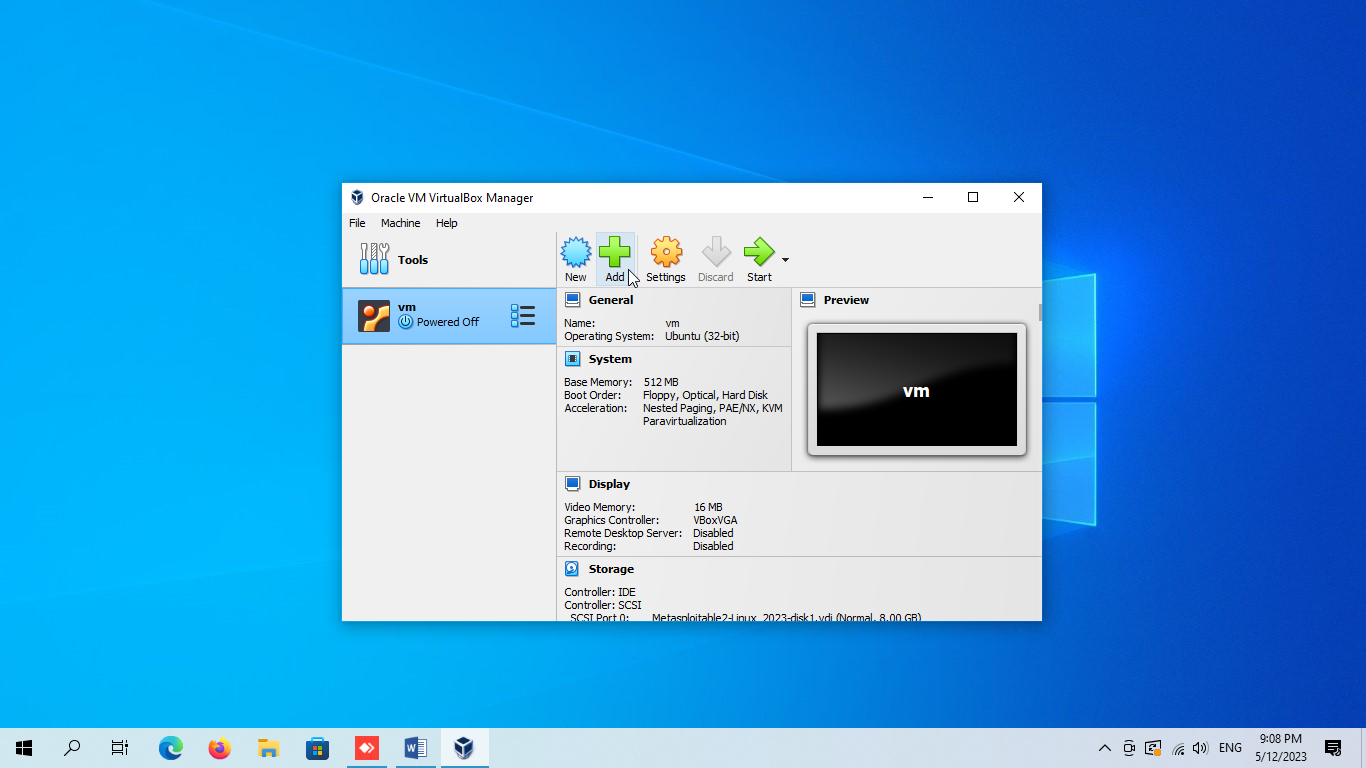 Oracle VM VirtualBox Manager
File Machine Help
Tools
New Add Settings Discard Start
vm
Powered Off
General
Name: vm
Operating System: Ubuntu (32-bit)
Preview
vm
System
Base Memory: 512 MB
Boot Order: Floppy, Optical, Hard Disk
Acceleration: Nested Paging, PAE/NX, KVM
Paravirtualization
Display
Video Memory: 16 MB
Graphics Controller: VBoxVGA
Remote Desktop Server: Disabled
Recording: Disabled
Storage
Controller: IDE
Controller: SCSI
SCSI Port 0: Metasploitable2-Linux_2023-disk1.vdi (Normal, 8.00 GB)
W
ENG
9:08 PM
5/12/2023